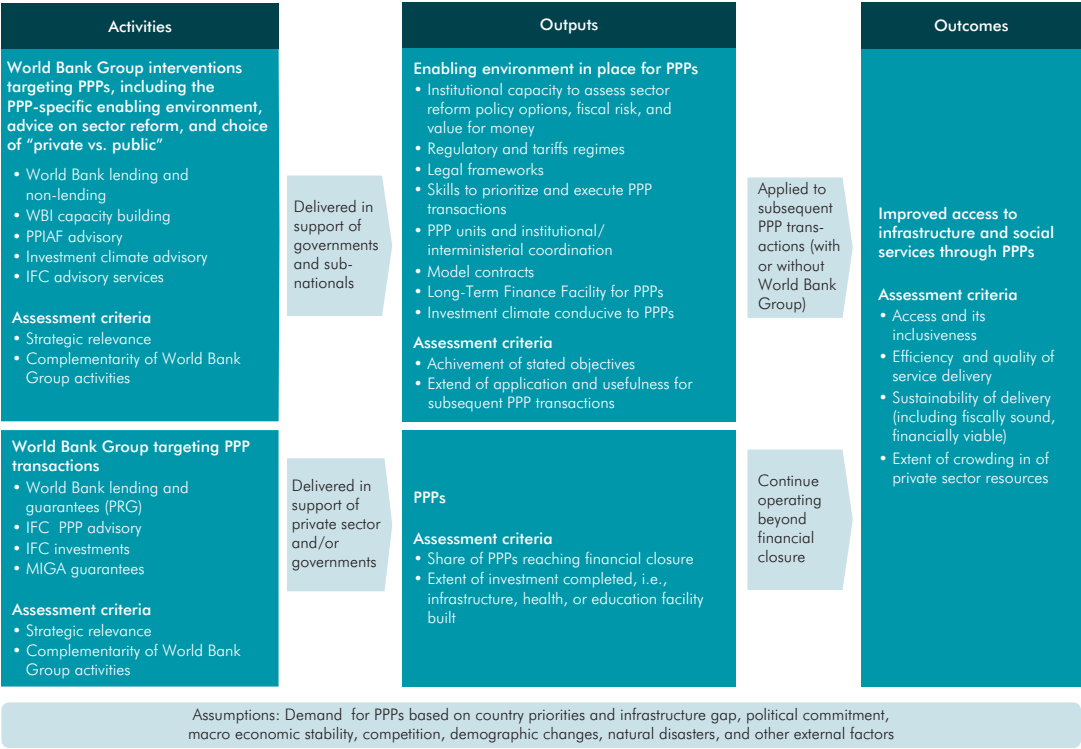 Activities
World Bank Group interventions
targeting PPPs, including the
PPP-specific enabling environment,
advice on sector reform, and choice
of “private vs. public”
• World Bank lending and
non-lending
• WBI capacity building
• PPIAF advisory
• Investment climate advisory
• IFC advisory services
Assessment criteria
• Strategic relevance
• Complementarity of World Bank
Group activities
Delivered in
support of
governments
and sub-
nationals
Outputs
Enabling environment in place for PPPs
• Institutional capacity to assess sector
reform policy options, fiscal risk, and
value for money
• Regulatory and tariffs regimes
• Legal frameworks
• Skills to prioritize and execute PPP
transactions
• PPP units and institutional/
interministerial coordination
• Model contracts
• Long-Term Finance Facility for PPPs
• Investment climate conducive to PPPs
Assessment criteria
• Achivement of stated objectives
• Extend of application and usefulness for
subsequent PPP transactions
Applied to
subsequent
PPP trans-
actions (with
or without
World Bank
Group)
Outcomes
Improved access to
infrastructure and social
services through PPPs
Assessment criteria
• Access and its
inclusiveness
• Efficiency and quality of
service delivery
• Sustainability of delivery
(including fiscally sound,
financially viable)
• Extent of crowding in of
private sector resources
World Bank Group targeting PPP
transactions
• World Bank lending and
guarantees (PRG)
• IFC PPP advisory
• IFC investments
• MIGA guarantees
Assessment criteria
• Strategic relevance
• Complementarity of World Bank
Group activities
Delivered in
support of
private sector
and/or
governments
PPPs
Assessment criteria
• Share of PPPs reaching financial closure
• Extent of investment completed, i.e.,
infrastructure, health, or education facility
built
Continue
operating
beyond
financial
closure
Assumptions: Demand for PPPs based on country priorities and infrastructure gap, political commitment,
macro economic stability, competition, demographic changes, natural disasters, and other external factors